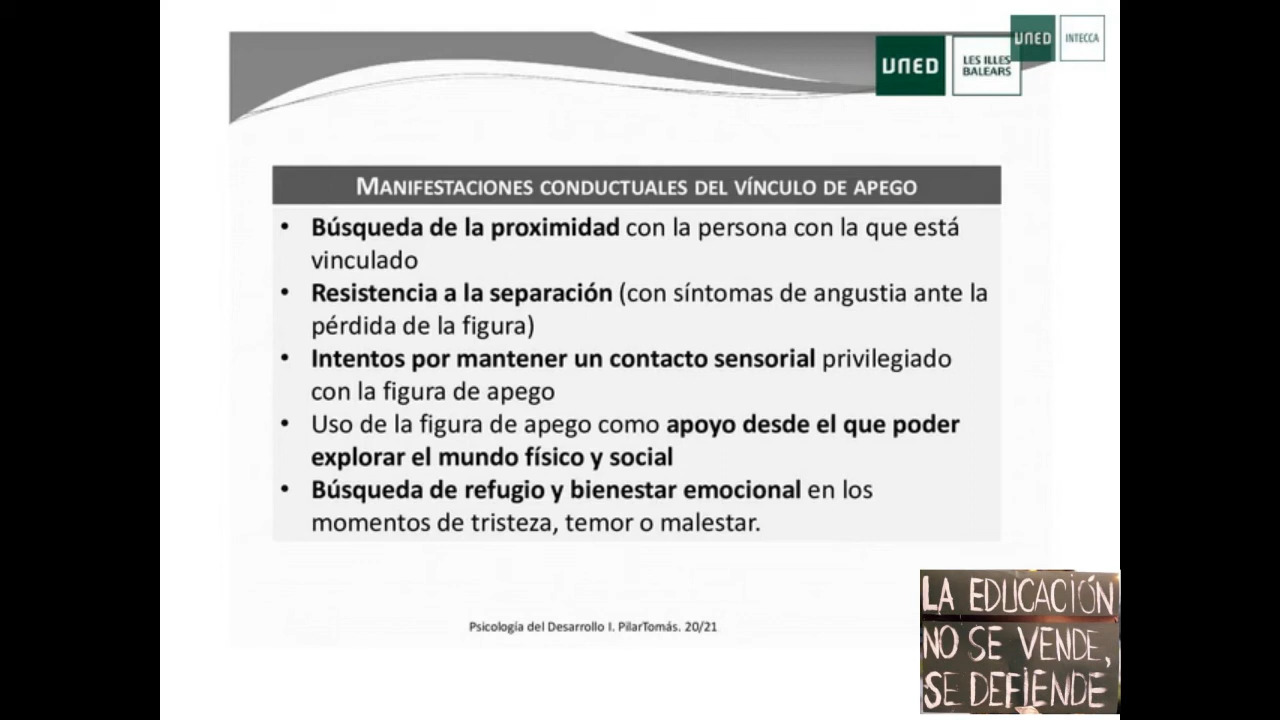 UNED
INTECCA
UNED
LES ILLES
BALEARS
MANIFESTACIONES CONDUCTUALES DEL VÍNCULO DE APEGO
• Búsqueda de la proximidad con la persona con la que está
vinculado
• Resistencia a la separación (con síntomas de angustia ante la
pérdida de la figura)
• Intentos por mantener un contacto sensorial privilegiado
con la figura de apego
• Uso de la figura de apego como apoyo desde el que poder
explorar el mundo físico y social
• Búsqueda de refugio y bienestar emocional en los
momentos de tristeza, temor o malestar.
Psicología del Desarrollo I. PilarTomás. 20/21
LA EDUCACIÓN
NO SE VENDE,
SE DEFIENDE